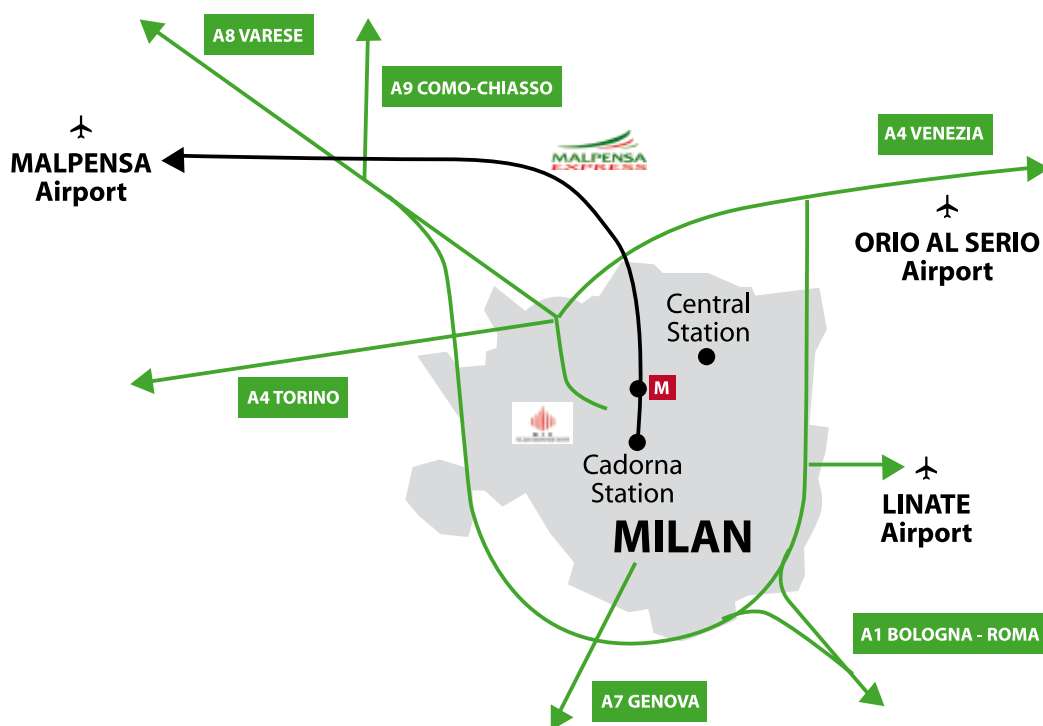 A8 VARESE
A9 COMO-CHIASSO
MALPENSA
Airport
MALPENSA
EXPRESS
A4 VENEZIA
ORIO AL SERIO
Airport
Central
Station
A4 TORINO
M
Cadorna
Station
MILAN
LINATE
Airport
A1 BOLOGNA - ROMA
A7 GENOVA